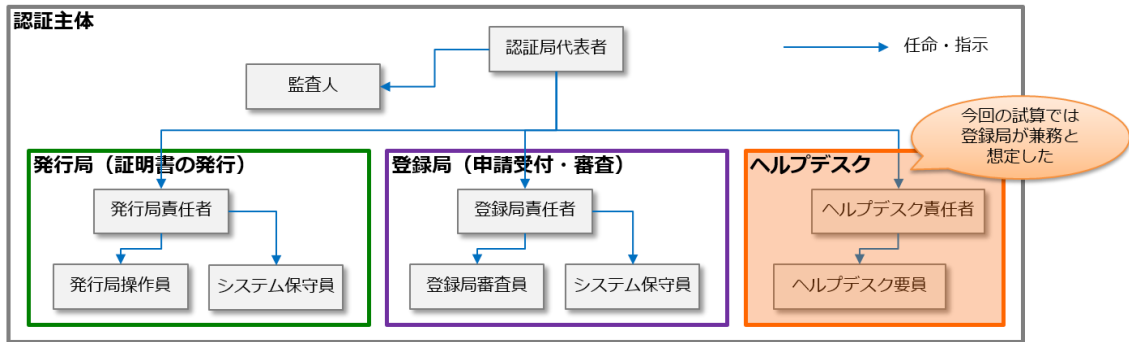 認証主体
認証局代表者
任命・指示
監査人
今回の試算では
登録局が兼務と
想定した
発行局（証明書の発行）
登録局（申請受付・審査）
ヘルプデスク
発行局責任者
登録局責任者
ヘルプデスク責任者
発行局操作員
システム保守員
登録局審査員
システム保守員
ヘルプデスク要員